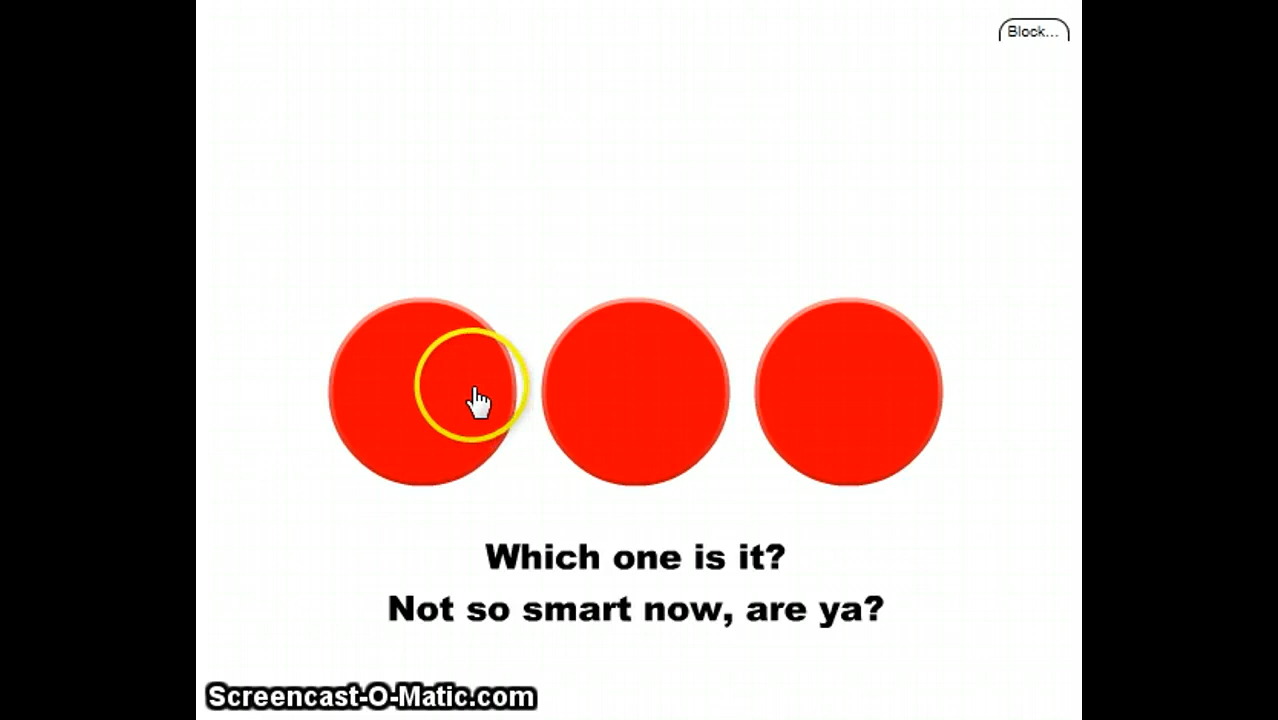 Block...
Which one is it?
Not so smart now, are ya?
Screencast-O-Matic.com